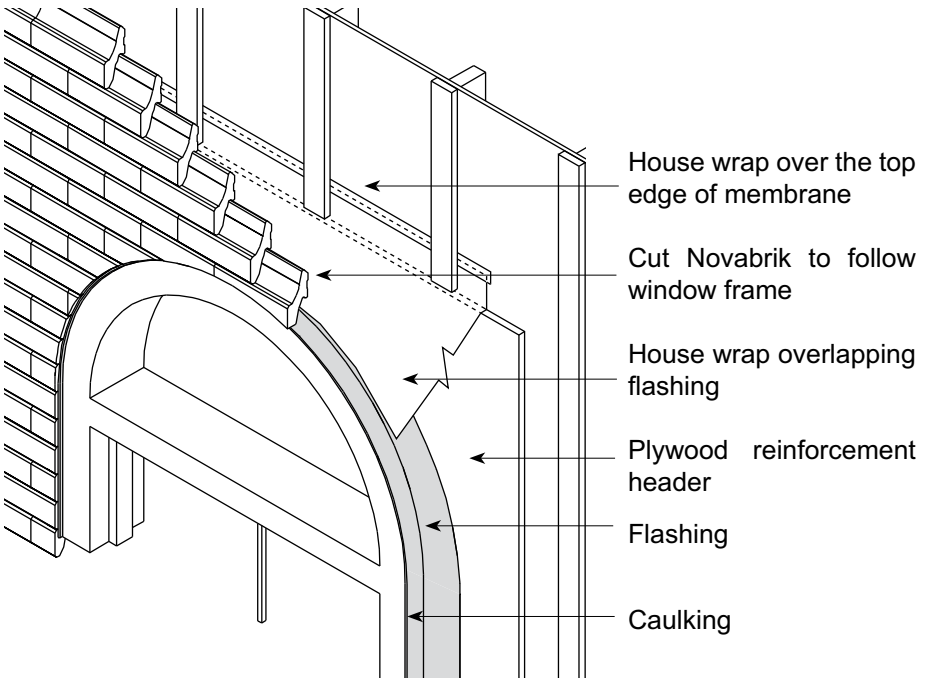 House wrap over the top
edge of membrane
Cut Novabrik to follow
window frame
House wrap overlapping
flashing
Plywood reinforcement
header
Flashing
Caulking